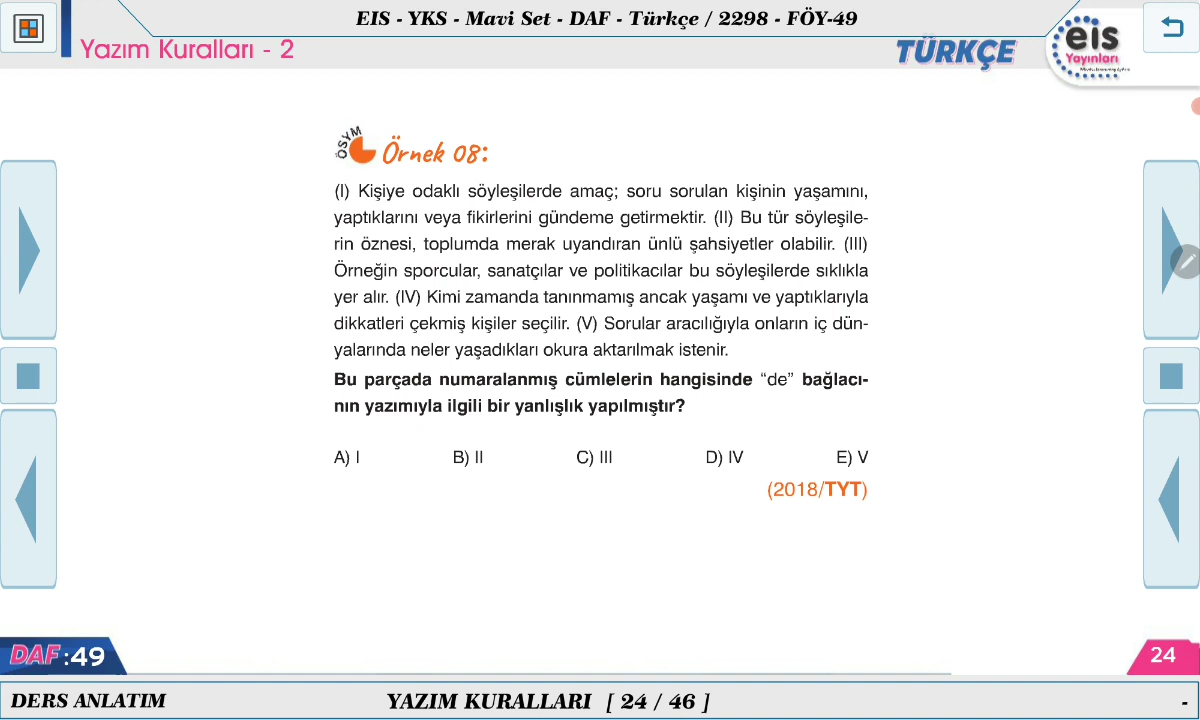 EIS - YKS - Mavi Set - DAF - Türkçe / 2298 - FÖY-49
Yazım Kuralları - 2
TÜRKÇE
eis
Yayınları
ÖSYM
Örnek 08:
(I) Kişiye odaklı söyleşilerde amaç; soru sorulan kişinin yaşamını,
yaptıklarını veya fikirlerini gündeme getirmektir. (II) Bu tür söyleşile-
rin öznesi, toplumda merak uyandıran ünlü şahsiyetler olabilir. (III)
Örneğin sporcular, sanatçılar ve politikacılar bu söyleşilerde sıklıkla
yer alır. (IV) Kimi zamanda tanınmamış ancak yaşamı ve yaptıklarıyla
dikkatleri çekmiş kişiler seçilir. (V) Sorular aracılığıyla onların iç dün-
yalarında neler yaşadıkları okura aktarılmak istenir.
Bu parçada numaralanmış cümlelerin hangisinde “de” bağlacı-
nın yazımıyla ilgili bir yanlışlık yapılmıştır?
A) I B) II C) III D) IV E) V
(2018/TYT)
DAF :49
24
DERS ANLATIM
YAZIM KURALLARI [ 24 / 46 ]
-